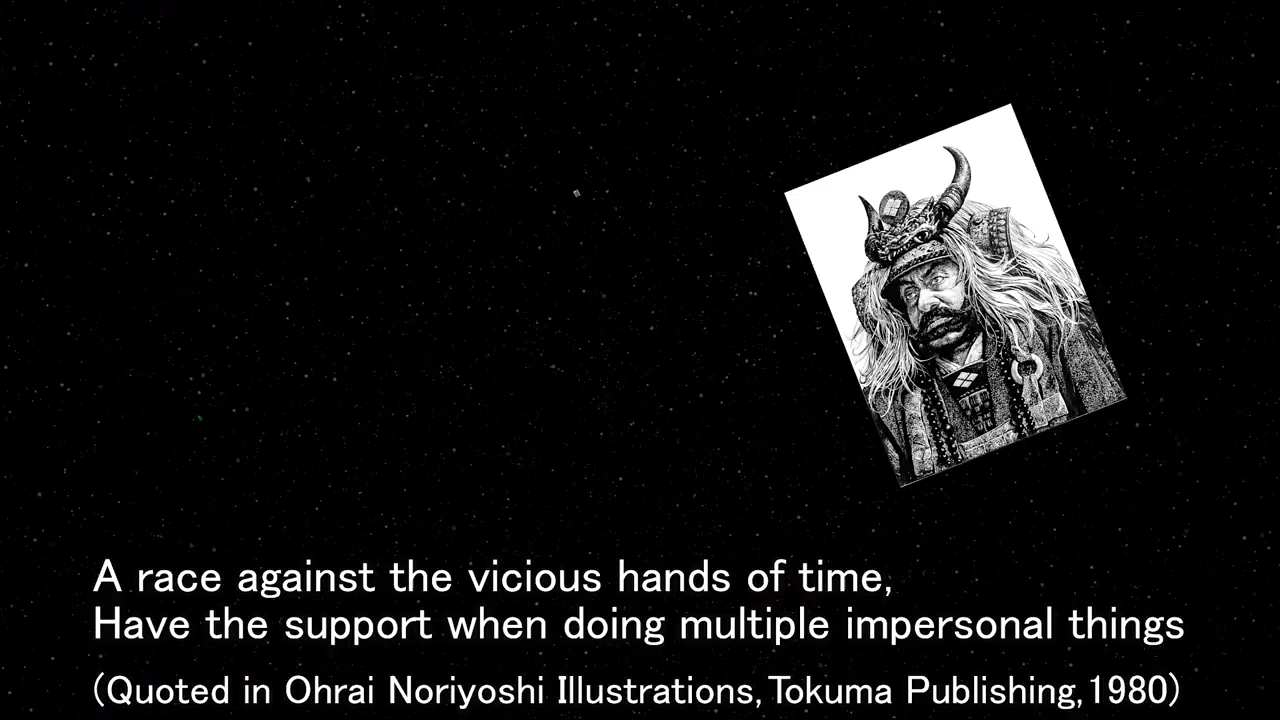 A race against the vicious hands of time,
Have the support when doing multiple impersonal things
(Quoted in Ohrai Noriyoshi Illustrations, Tokuma Publishing, 1980)